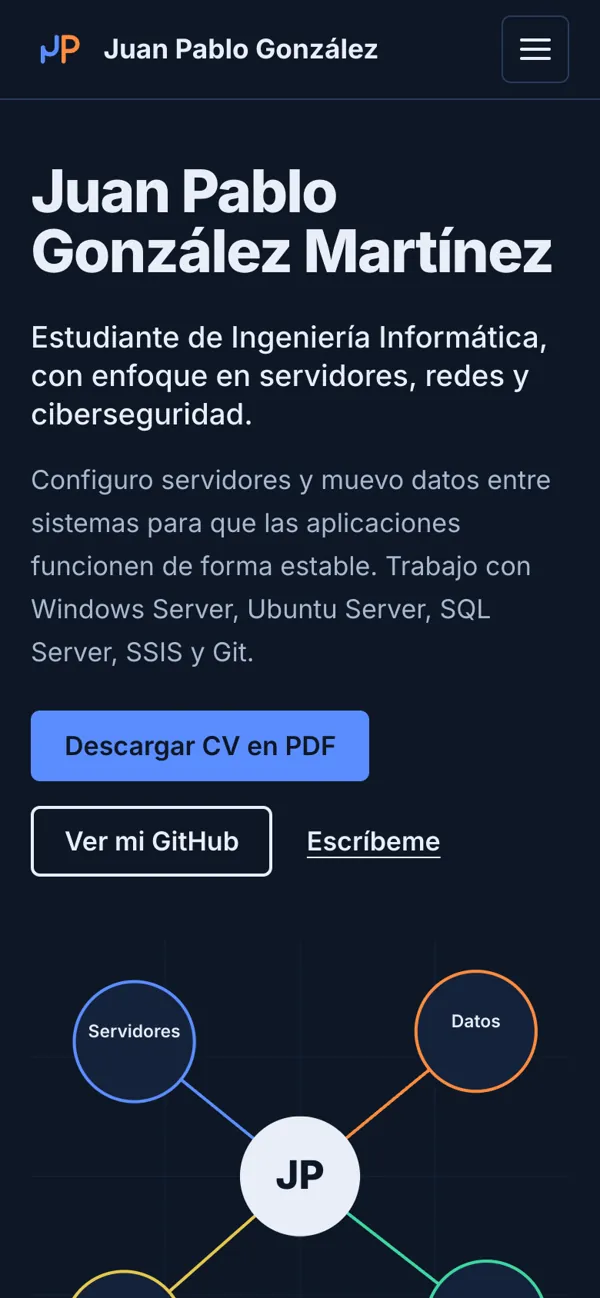 JP Juan Pablo González
Juan Pablo
González Martínez
Estudiante de Ingeniería Informática,
con enfoque en servidores, redes y
ciberseguridad.
Configuro servidores y muevo datos entre
sistemas para que las aplicaciones
funcionen de forma estable. Trabajo con
Windows Server, Ubuntu Server, SQL
Server, SSIS y Git.
Descargar CV en PDF
Ver mi GitHub
Escríbeme
Servidores
Datos
JP